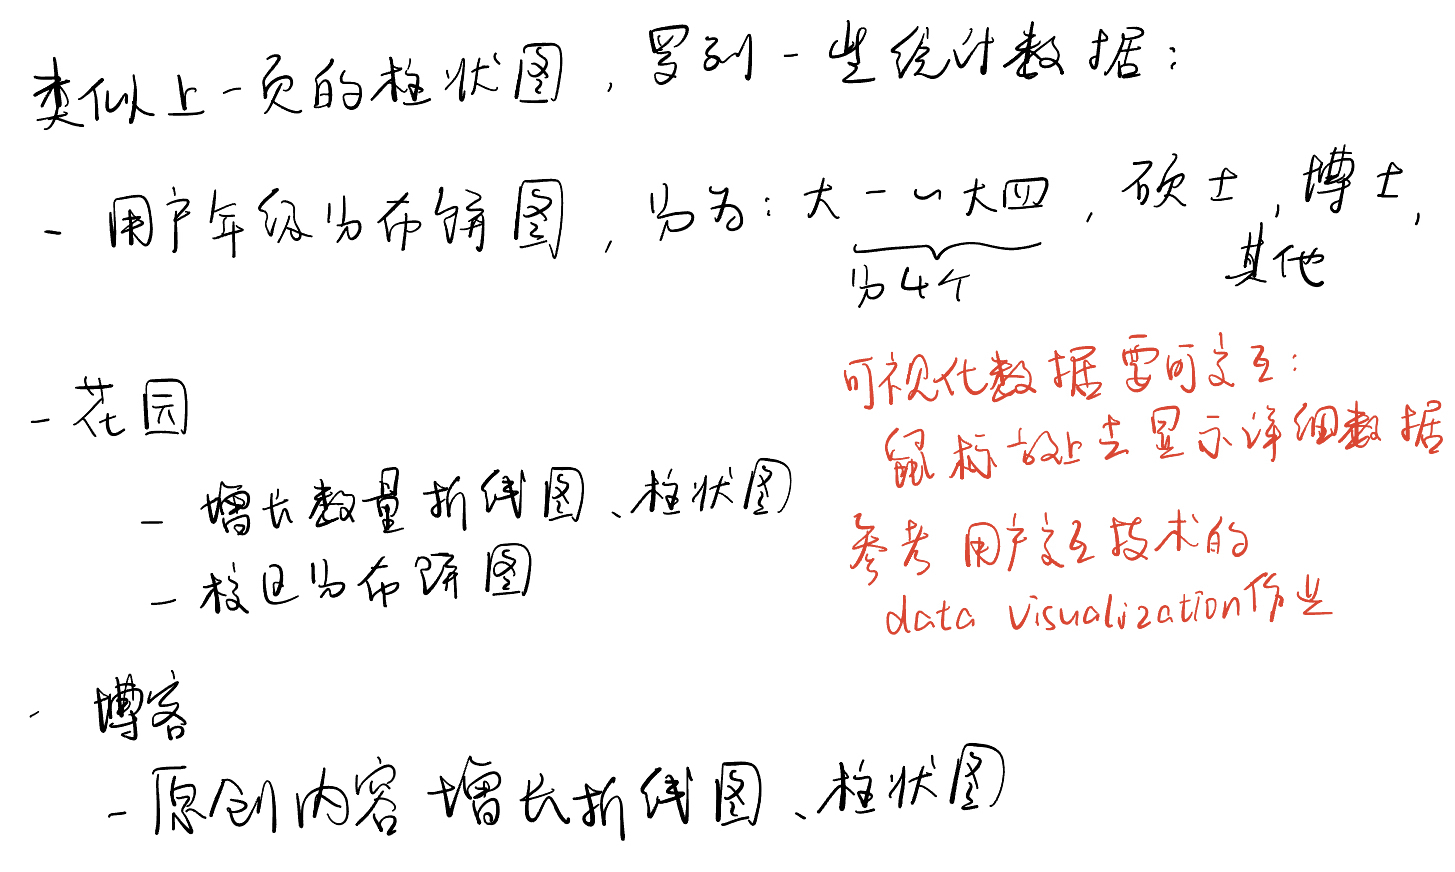 类似上一页的柱状图，罗列一些统计数据：
- 用户年级分布饼图，分为：大一~大四，硕士，博士，
分4个
其他
- 花园
- 增长数量折线图、柱状图
- 校区分布饼图
- 博客
- 原创内容增长折线图、柱状图
可视化数据要可交互：
鼠标放上去显示详细数据
参考用户交互技术的
data visualization作业